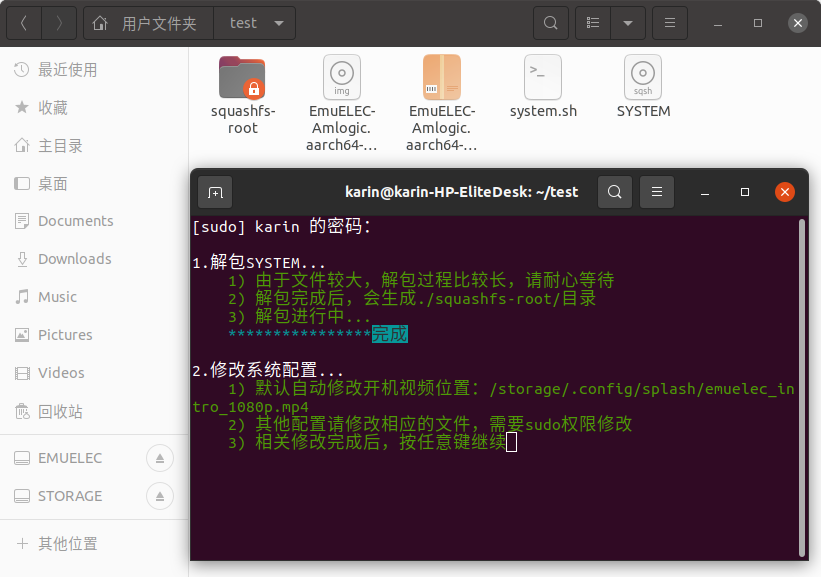 用户文件夹
test
最近使用
收藏
主目录
桌面
Documents
Downloads
Music
Pictures
Videos
回收站
EMUELEC
STORAGE
其他位置
squashfs-
root
img
EmuELEC-
Amlogic.
aarch64-…
EmuELEC-
Amlogic.
aarch64-…
>_
system.sh
sqsh
SYSTEM
karin@karin-HP-EliteDesk: ~/test
[sudo] karin 的密码：
1.解包SYSTEM...
1) 由于文件较大，解包过程比较长，请耐心等待
2) 解包完成后，会生成./squashfs-root/目录
3) 解包进行中...
****************完成
2.修改系统配置...
1) 默认自动修改开机视频位置：/storage/.config/splash/emuelec_in
tro_1080p.mp4
2) 其他配置请修改相应的文件，需要sudo权限修改
3) 相关修改完成后，按任意键继续